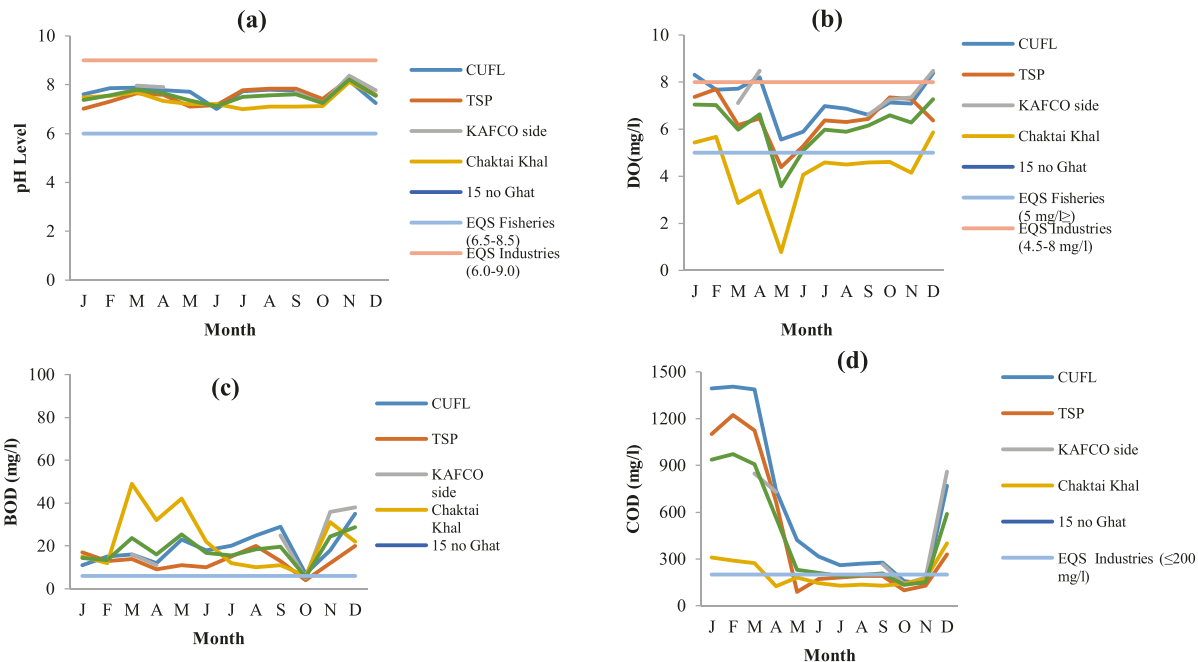 (a)
10
8
6
4
2
0
pH Level
J F M A M J J A S O N D
Month
CUFL
TSP
KAFCO side
Chaktai Khal
15 no Ghat
EQS Fisheries
(6.5-8.5)
EQS Industries
(6.0-9.0)
(b)
10
8
6
4
2
0
DO(mg/l)
J F M A M J J A S O N D
Month
CUFL
TSP
KAFCO side
Chaktai Khal
15 no Ghat
EQS Fisheries
(5 mg/l≥)
EQS Industries
(4.5-8 mg/l)
(c)
100
80
60
40
20
0
BOD (mg/l)
J F M A M J J A S O N D
Month
CUFL
TSP
KAFCO
side
Chaktai
Khal
15 no Ghat
(d)
1500
1200
900
600
300
0
COD (mg/l)
J F M A M J J A S O N D
Month
CUFL
TSP
KAFCO side
Chaktai Khal
15 no Ghat
EQS Industries (≤200
mg/l)